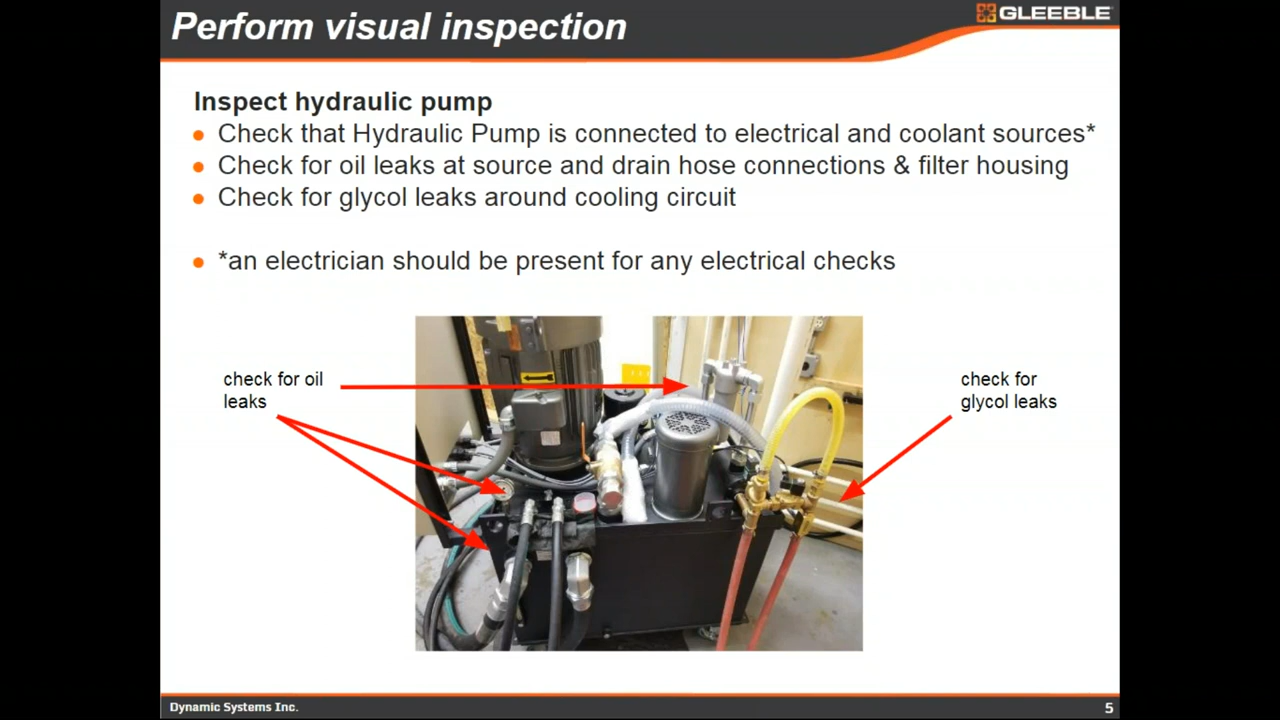 Perform visual inspection
GLEEBLE
Inspect hydraulic pump
Check that Hydraulic Pump is connected to electrical and coolant sources*
Check for oil leaks at source and drain hose connections & filter housing
Check for glycol leaks around cooling circuit
*an electrician should be present for any electrical checks
check for oil
leaks
check for
glycol leaks
Dynamic Systems Inc.
5